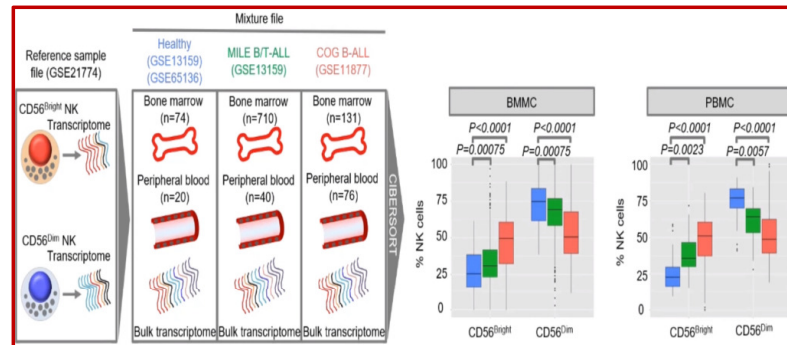 Mixture file
Reference sample
file (GSE21774)
Healthy
(GSE13159)
(GSE65136)
MILE B/T-ALL
(GSE13159)
COG B-ALL
(GSE11877)
CD56Bright NK
Transcriptome
CD56Dim NK
Transcriptome
Bone marrow
(n=74)
Peripheral blood
(n=20)
Bulk transcriptome
Bone marrow
(n=710)
Peripheral blood
(n=40)
Bulk transcriptome
Bone marrow
(n=131)
Peripheral blood
(n=76)
Bulk transcriptome
CIBERSORT
BMMC
P<0.0001 P<0.0001
P=0.00075 P=0.00075
% NK cells
100
75
50
25
0
CD56Bright CD56Dim
PBMC
P<0.0001 P<0.0001
P=0.0023 P=0.0057
% NK cells
100
75
50
25
0
CD56Bright CD56Dim